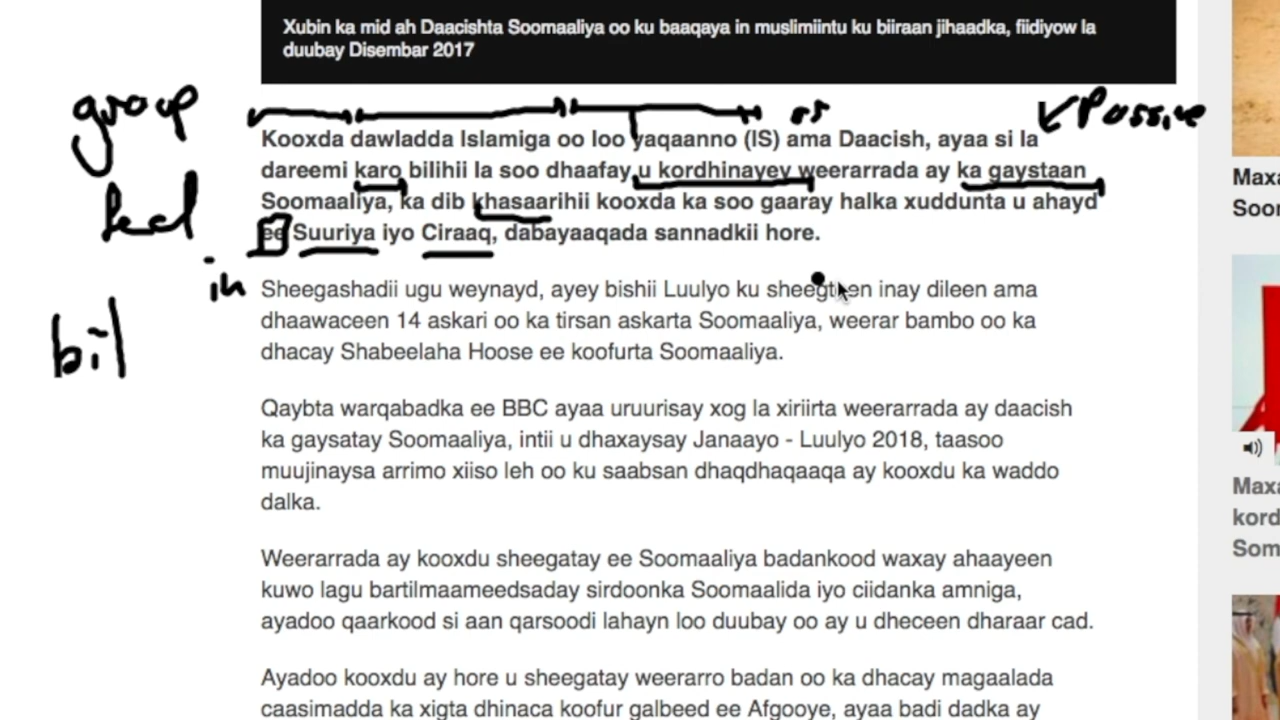 Xubin ka mid ah Daacishta Soomaaliya oo ku baaqaya in muslimiintu ku biiraan jihaadka, fiidiyow la
duubay Disembar 2017
group
or
Passive
Kooxda dawladda Islamiga oo loo yaqaanno (IS) ama Daacish, ayaa si la
dareemi karo bilihii la soo dhaafay u kordhinayey weerarrada ay ka gaystaan
Soomaaliya, ka dib khasaarihii kooxda ka soo gaaray halka xuddunta u ahayd
ee Suuriya iyo Ciraaq, dabayaaqada sannadkii hore.
feel
in
bil
Sheegashadii ugu weynayd, ayey bishii Luulyo ku sheegteen inay dileen ama
dhaawaceen 14 askari oo ka tirsan askarta Soomaaliya, weerar bambo oo ka
dhacay Shabeelaha Hoose ee koofurta Soomaaliya.
Qaybta warqabadka ee BBC ayaa uruurisay xog la xiriirta weerarrada ay daacish
ka gaysatay Soomaaliya, intii u dhaxaysay Janaayo - Luulyo 2018, taasoo
muujinaysa arrimo xiiso leh oo ku saabsan dhaqdhaqaaqa ay kooxdu ka waddo
dalka.
Weerarrada ay kooxdu sheegatay ee Soomaaliya badankood waxay ahaayeen
kuwo lagu bartilmaameedsaday sirdoonka Soomaalida iyo ciidanka amniga,
ayadoo qaarkood si aan qarsoodi lahayn loo duubay oo ay u dheceen dharaar cad.
Ayadoo kooxdu ay hore u sheegatay weerarro badan oo ka dhacay magaalada
caasimadda ka xigta dhinaca koofur galbeed ee Afgooye, ayaa badi dadka ay
Maxa
Soor
Maxa
kord
Som